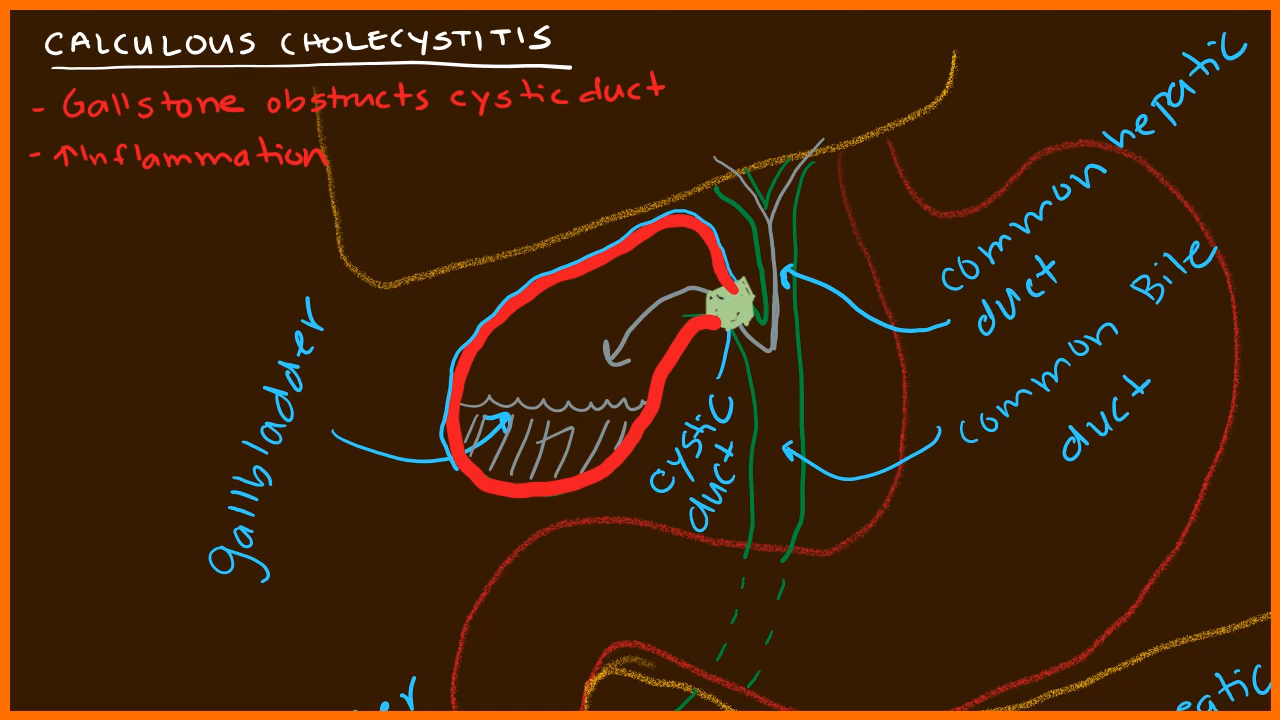 CALCULOUS CHOLECYSTITIS
- Gallstone obstructs cystic duct
- ↑Inflammation
common hepatic
duct
common Bile
duct
gallbladder
cystic
duct